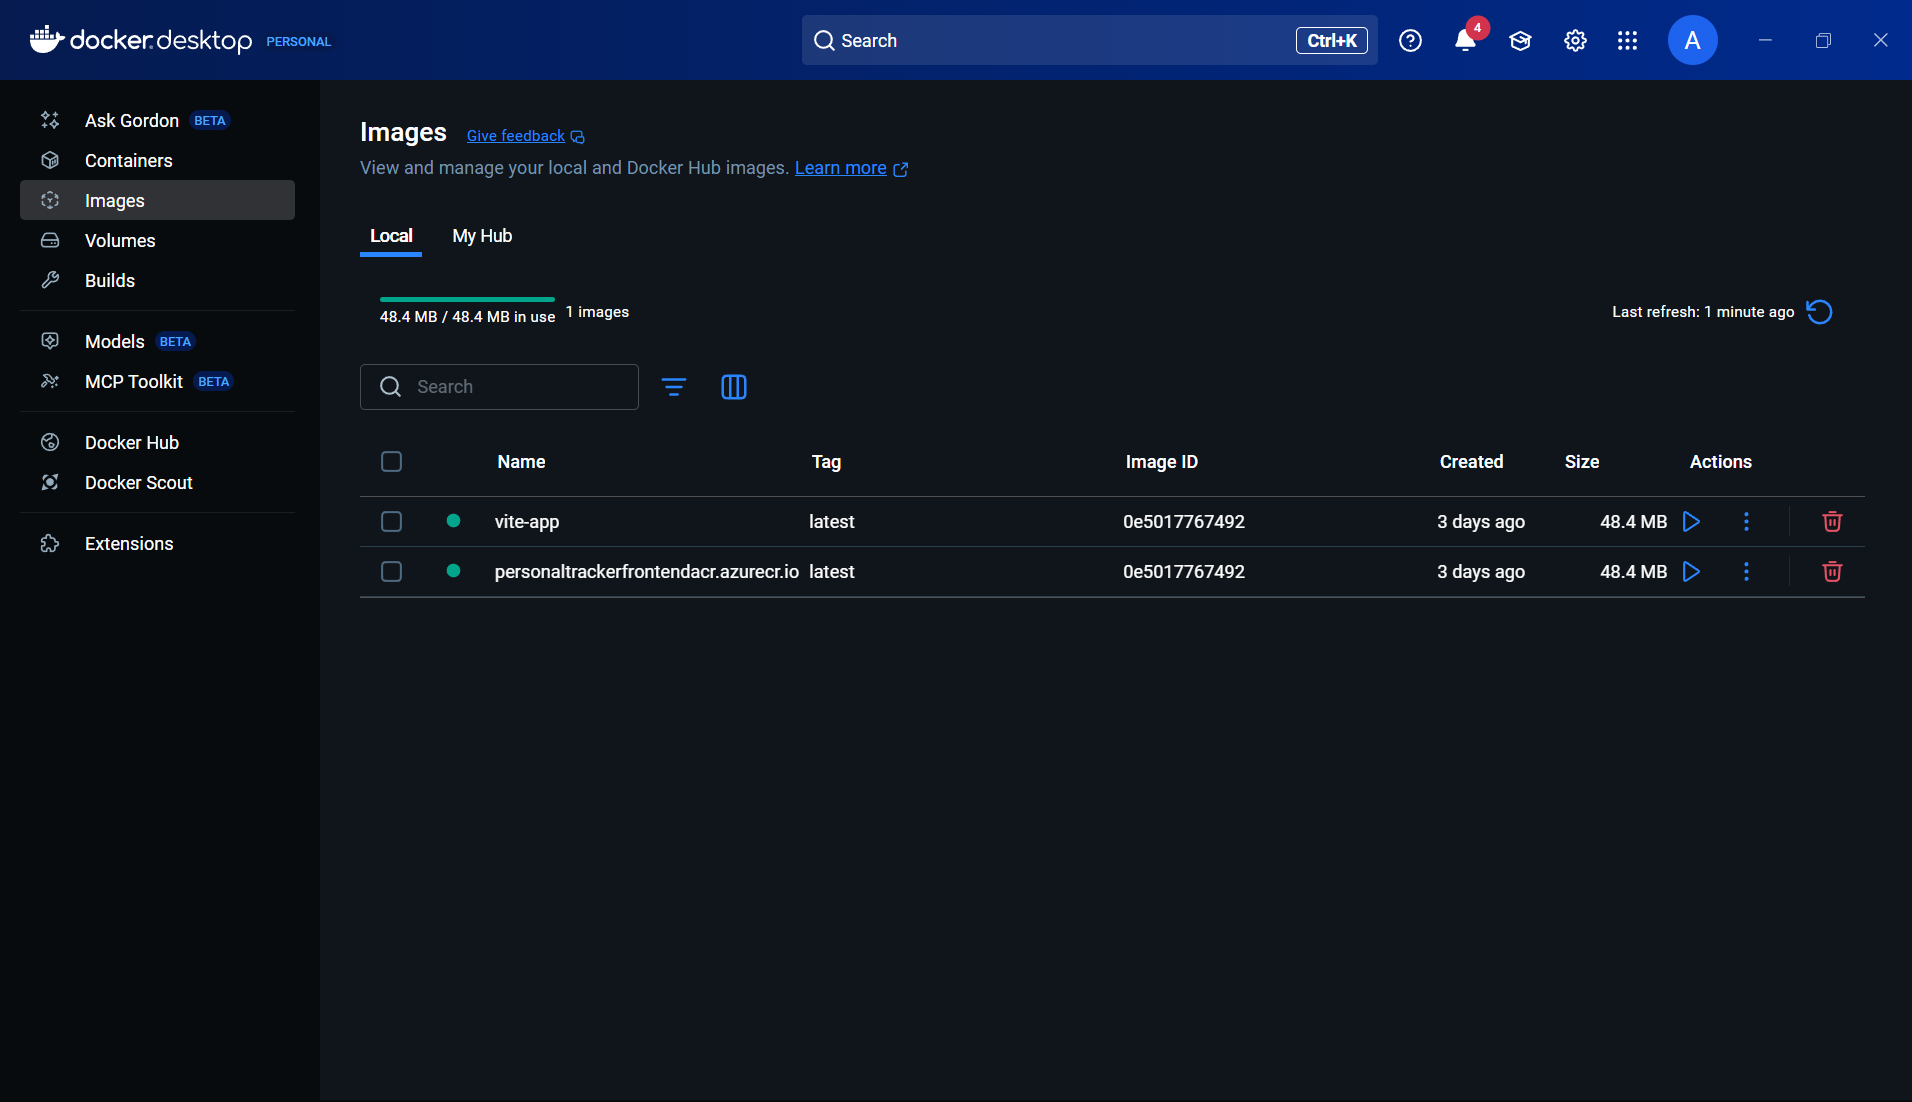 docker.desktop PERSONAL
Search Ctrl+K
4
A
Ask Gordon BETA
Containers
Images
Volumes
Builds
Models BETA
MCP Toolkit BETA
Docker Hub
Docker Scout
Extensions
Images Give feedback
View and manage your local and Docker Hub images. Learn more
Local My Hub
48.4 MB / 48.4 MB in use 1 images
Last refresh: 1 minute ago
Search
Name Tag Image ID Created Size Actions
vite-app latest 0e5017767492 3 days ago 48.4 MB
personaltrackerfrontendacr.azurecr.io latest 0e5017767492 3 days ago 48.4 MB